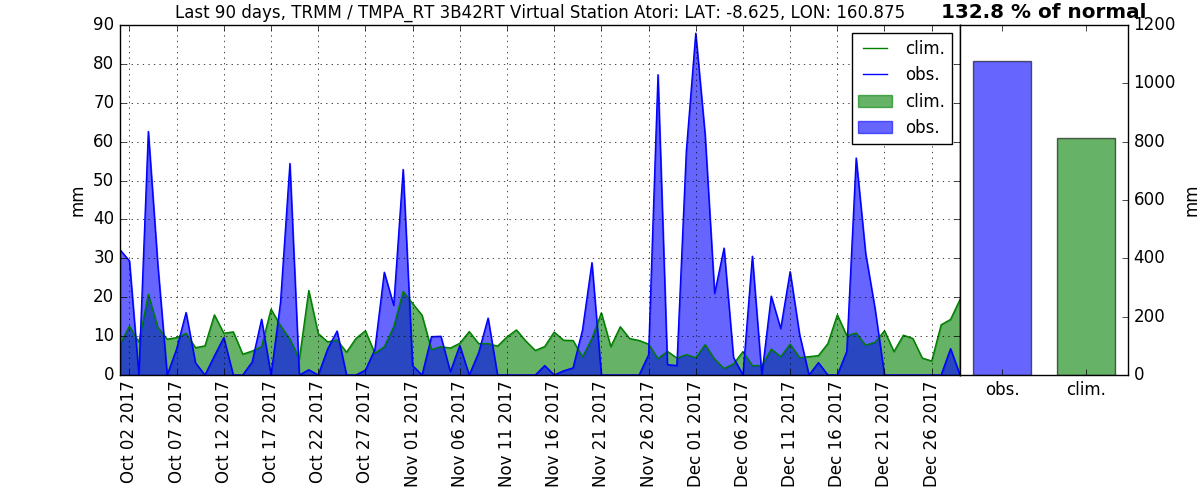 Last 90 days, TRMM / TMPA_RT 3B42RT Virtual Station Atori: LAT: -8.625, LON: 160.875
132.8 % of normal
90
80
70
60
50
40
30
20
10
0
mm
clim.
obs.
clim.
obs.
1200
1000
800
600
400
200
0
mm
Oct 02 2017
Oct 07 2017
Oct 12 2017
Oct 17 2017
Oct 22 2017
Oct 27 2017
Nov 01 2017
Nov 06 2017
Nov 11 2017
Nov 16 2017
Nov 21 2017
Nov 26 2017
Dec 01 2017
Dec 06 2017
Dec 11 2017
Dec 16 2017
Dec 21 2017
Dec 26 2017
obs.
clim.